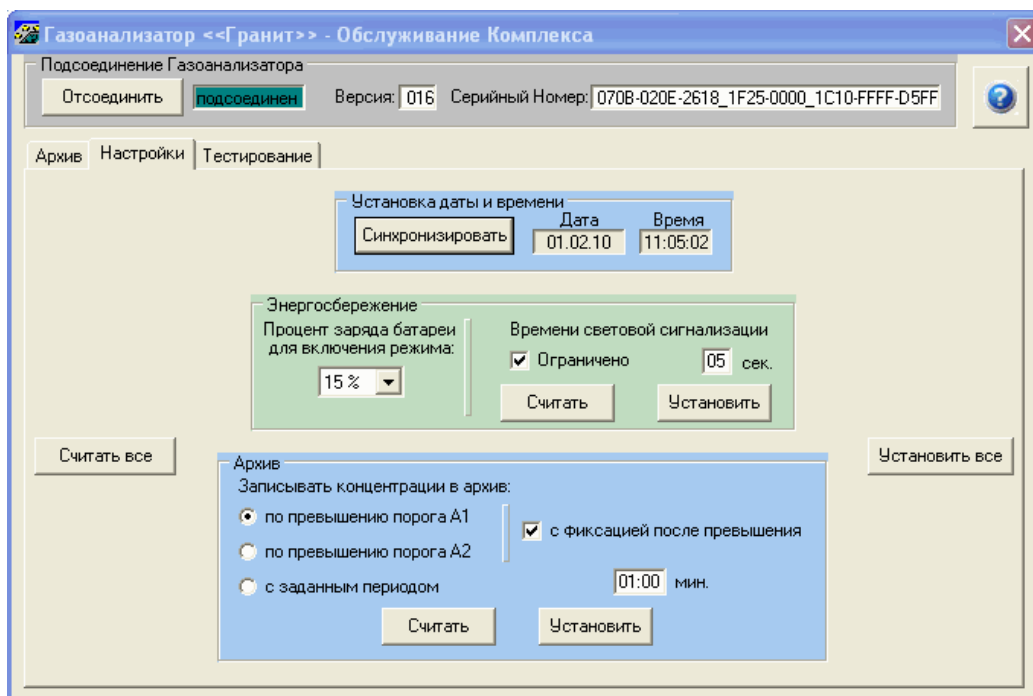 Газоанализатор <<Гранит>> - Обслуживание Комплекса
Подсоединение Газоанализатора
Отсоединить подсоединен Версия: 016 Серийный Номер: 070B-020E-2618_1F25-0000_1C10-FFFF-D5FF
Архив Настройки Тестирование
Установка даты и времени
Дата Время
Синхронизировать 01.02.10 11:05:02
Энергосбережение
Процент заряда батареи
для включения режима:
15 %
Времени световой сигнализации
Ограничено 05 сек.
Считать Установить
Считать все
Установить все
Архив
Записывать концентрации в архив:
по превышению порога А1
по превышению порога А2
с заданным периодом
с фиксацией после превышения
01:00 мин.
Считать Установить